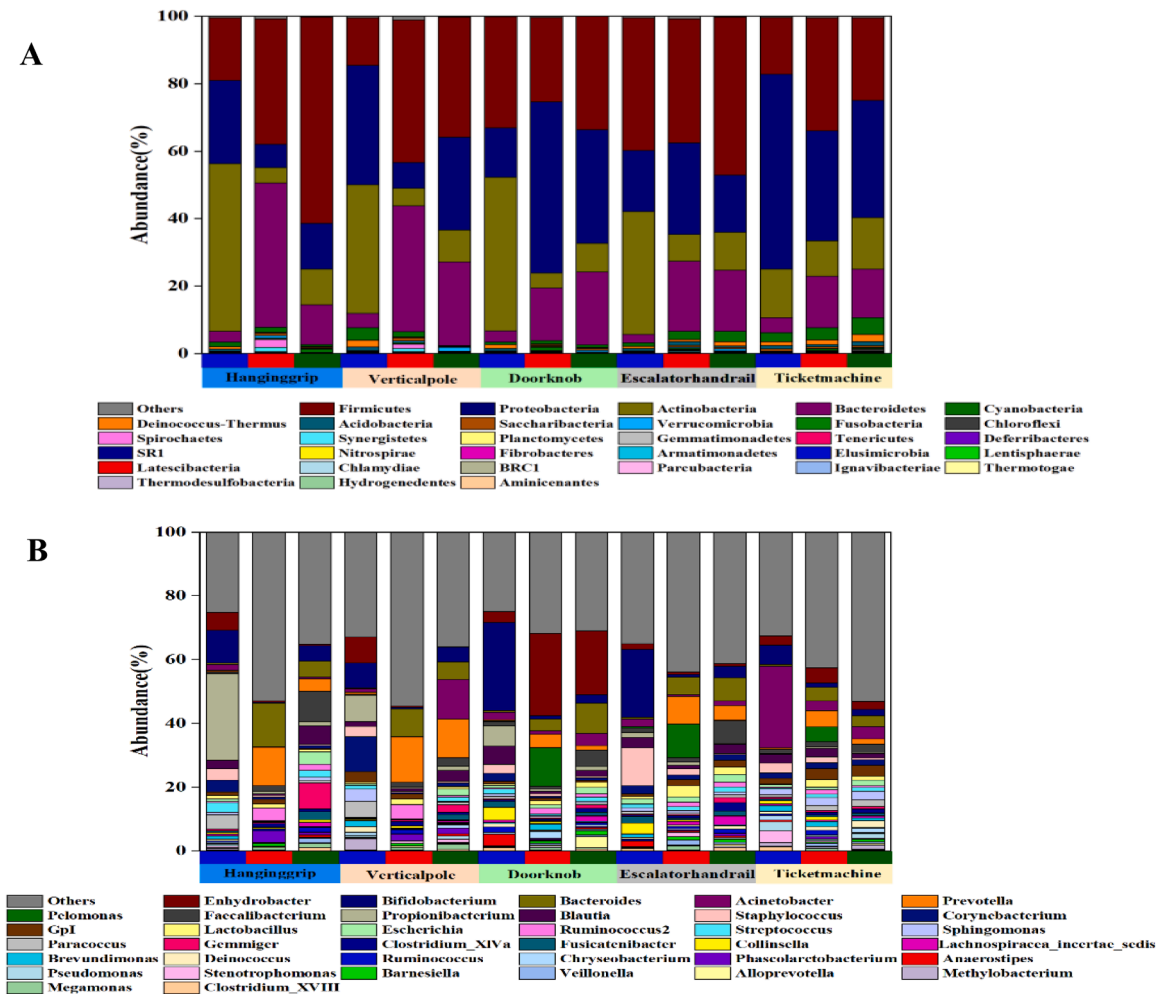 A
Abundance(%)
100
80
60
40
20
0
Hanginggrip Verticalpole Doorknob Escalatorhandrail Ticketmachine
Others Firmicutes Proteobacteria Actinobacteria Bacteroidetes Cyanobacteria
Deinococcus-Thermus Acidobacteria Saccharibacteria Verrucomicrobia Fusobacteria Chloroflexi
Spirochaetes Synergistetes Planctomycetes Gemmatimonadetes Tenericutes Deferribacteres
SR1 Nitrospirae Fibrobacteres Armatimonadetes Elusimicrobia Lentisphaerae
Latescibacteria Chlamydiae BRC1 Parcubacteria Ignavibacteriae Thermotogae
Thermodesulfobacteria Hydrogenedentes Aminicenantes
B
Abundance(%)
100
80
60
40
20
0
Hanginggrip Verticalpole Doorknob Escalatorhandrail Ticketmachine
Others Enhydrobacter Bifidobacterium Bacteroides Acinetobacter Prevotella
Pelomonas Faecalibacterium Propionibacterium Blautia Staphylococcus Corynebacterium
GpI Lactobacillus Escherichia Ruminococcus2 Streptococcus Sphingomonas
Paracoccus Gemmiger Clostridium_XIVa Fusicatenibacter Collinsella Lachnospiracea_incertae_sedis
Brevundimonas Deinococcus Ruminococcus Chryseobacterium Phascolarctobacterium Anaerostipes
Pseudomonas Stenotrophomonas Barnesiella Veillonella Alloprevotella Methylobacterium
Megamonas Clostridium_XVIII